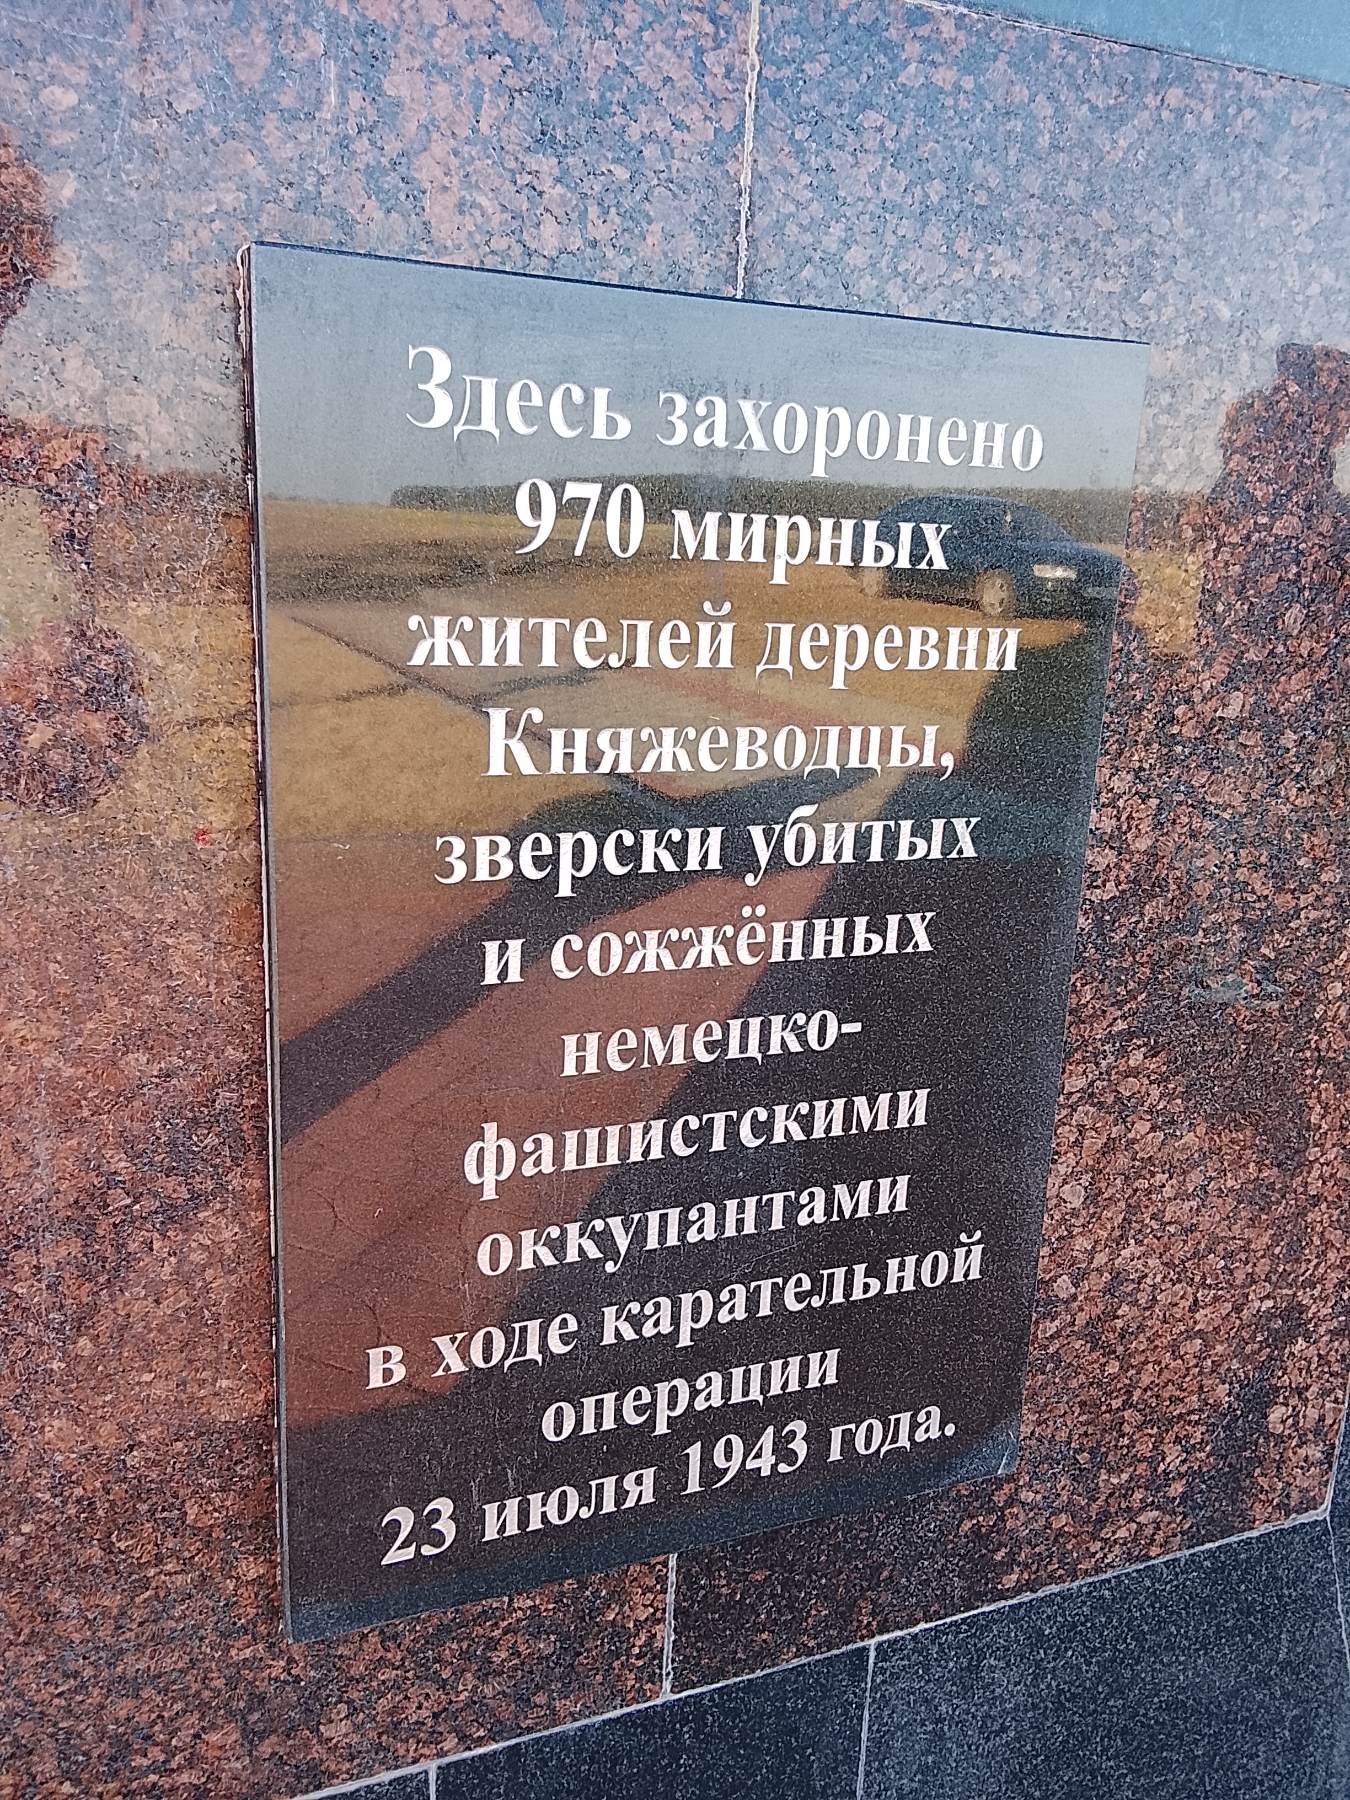 Здесь захоронено
970 мирных
жителей деревни
Княжеводцы,
зверски убитых
и сожжённых
немецко-
фашистскими
оккупантами
в ходе карательной
операции
23 июля 1943 года.